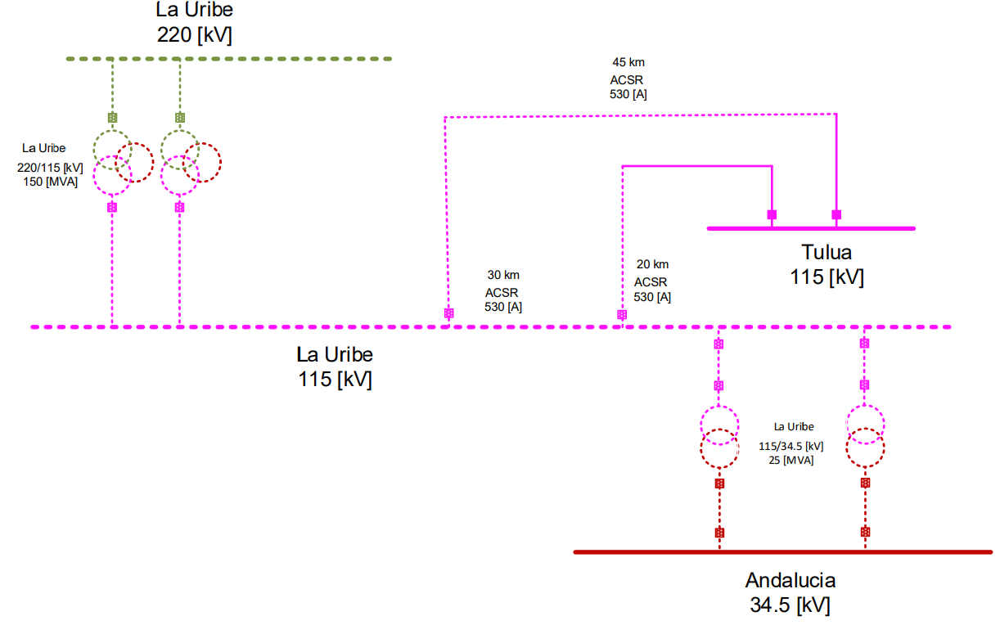 La Uribe
220 [kV]
45 km
ACSR
530 [A]
La Uribe
220/115 [kV]
150 [MVA]
Tulua
115 [kV]
30 km
ACSR
530 [A]
20 km
ACSR
530 [A]
La Uribe
115 [kV]
La Uribe
115/34.5 [kV]
25 [MVA]
Andalucia
34.5 [kV]